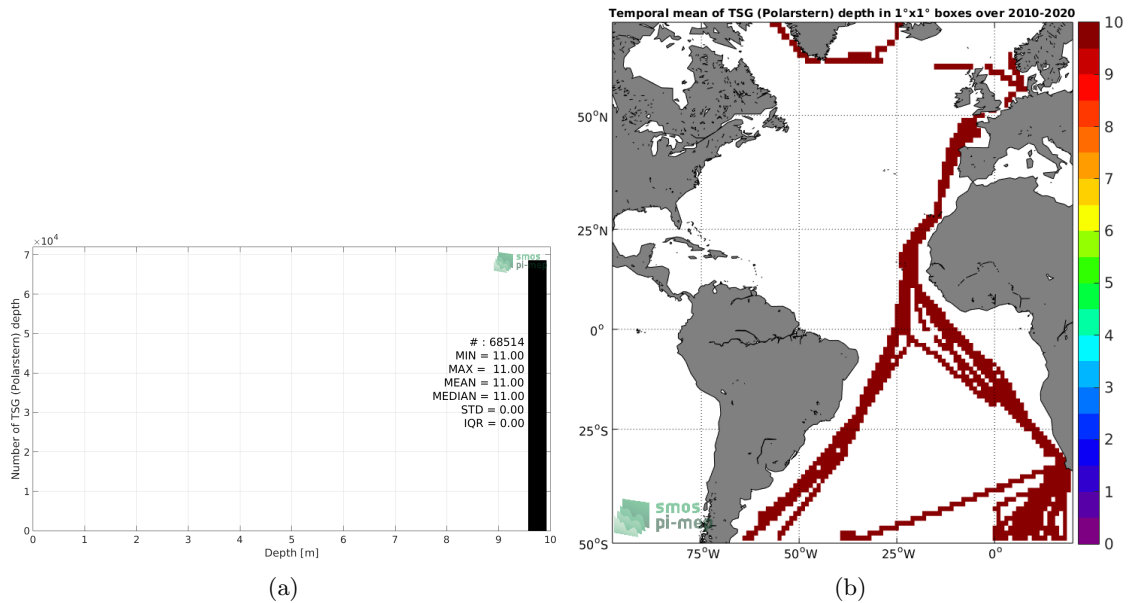 Temporal mean of TSG (Polarstern) depth in 1°x1° boxes over 2010-2020
×10⁴
7
6
5
4
3
2
1
0
Number of TSG (Polarstern) depth
smos
pi-mep
# : 68514
MIN = 11.00
MAX = 11.00
MEAN = 11.00
MEDIAN = 11.00
STD = 0.00
IQR = 0.00
0 1 2 3 4 5 6 7 8 9 10
Depth [m]
(a)
50°N
25°N
0°
25°S
50°S
75°W 50°W 25°W 0°
smos
pi-mep
10
9
8
7
6
5
4
3
2
1
0
(b)